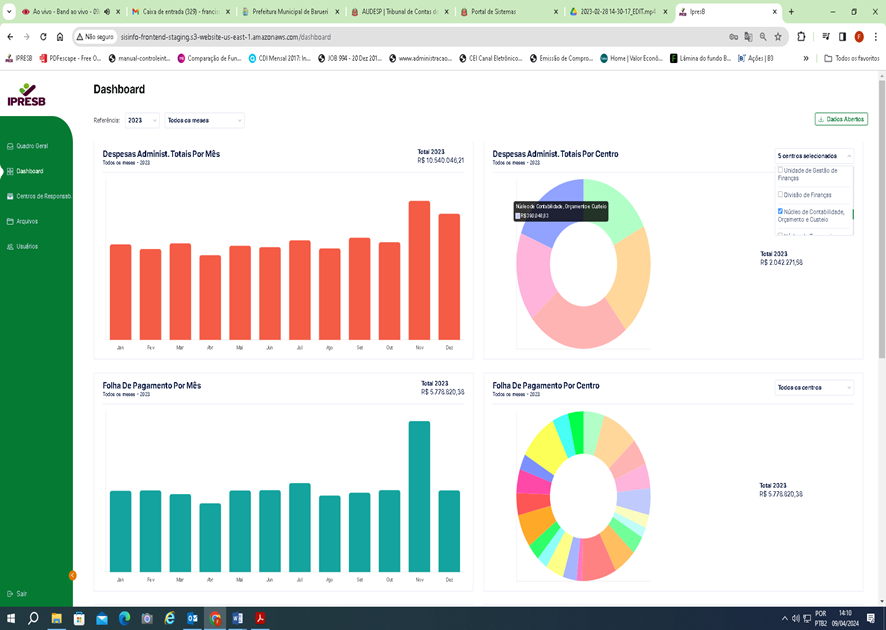 Ao vivo - Band ao vivo - 0
Caixa de entrada (329) - franci
Prefeitura Municipal de Barueri
AUDESP | Tribunal de Contas d
Portal de Sistemas
2023-02-28 14-30-17_EDIT.mp4
IpresB
Não seguro
sisinfo-frontend-staging.s3-website-us-east-1.amazonaws.com/dashboard
IPRESB
PDFescape - Free O...
manual-controleint...
Comparação de Fun...
CDI Mensal 2017, In...
JOB 994 - 20 Dez 201...
www.administracao...
CEI Canal Eletrônico...
Emissão de Compro...
Home | Valor Econô...
Lâmina do fundo B...
Ações | B3
Todos os favoritos
IPRESB
Dashboard
Referência:
2023
Todos os meses
Dados Abertos
Quadro Geral
Dashboard
Centros de Responsab.
Arquivos
Usuários
Sair
Despesas Administ. Totais Por Mês
Todos os meses - 2023
Total 2023
R$ 10.540.046,21
Jan Fev Mar Abr Mai Jun Jul Ago Set Out Nov Dez
Despesas Administ. Totais Por Centro
Todos os meses - 2023
5 centros selecionados
Unidade de Gestão de
Finanças
Divisão de Finanças
Núcleo de Contabilidade,
Orçamento e Custeio
Núcleo de Contabilidade, Orçamento e Custeio
Total 2023
R$ 2.042.271,58
Folha De Pagamento Por Mês
Todos os meses - 2023
Total 2023
R$ 5.778.820,38
Jan Fev Mar Abr Mai Jun Jul Ago Set Out Nov Dez
Folha De Pagamento Por Centro
Todos os meses - 2023
Todos os centros
Total 2023
R$ 5.778.820,38
POR
PTB2
14:10
09/04/2024